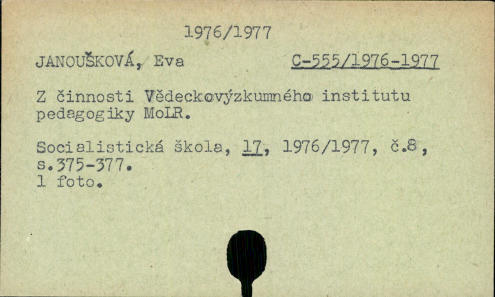 1976/1977
JANOUŠKOVÁ, Eva C-555/1976-1977
Z činnosti Vědeckovýzkumného institutu
pedagogiky MoLR.
Socialistická škola, 17, 1976/1977, č.8,
s.375-377.
1 foto.